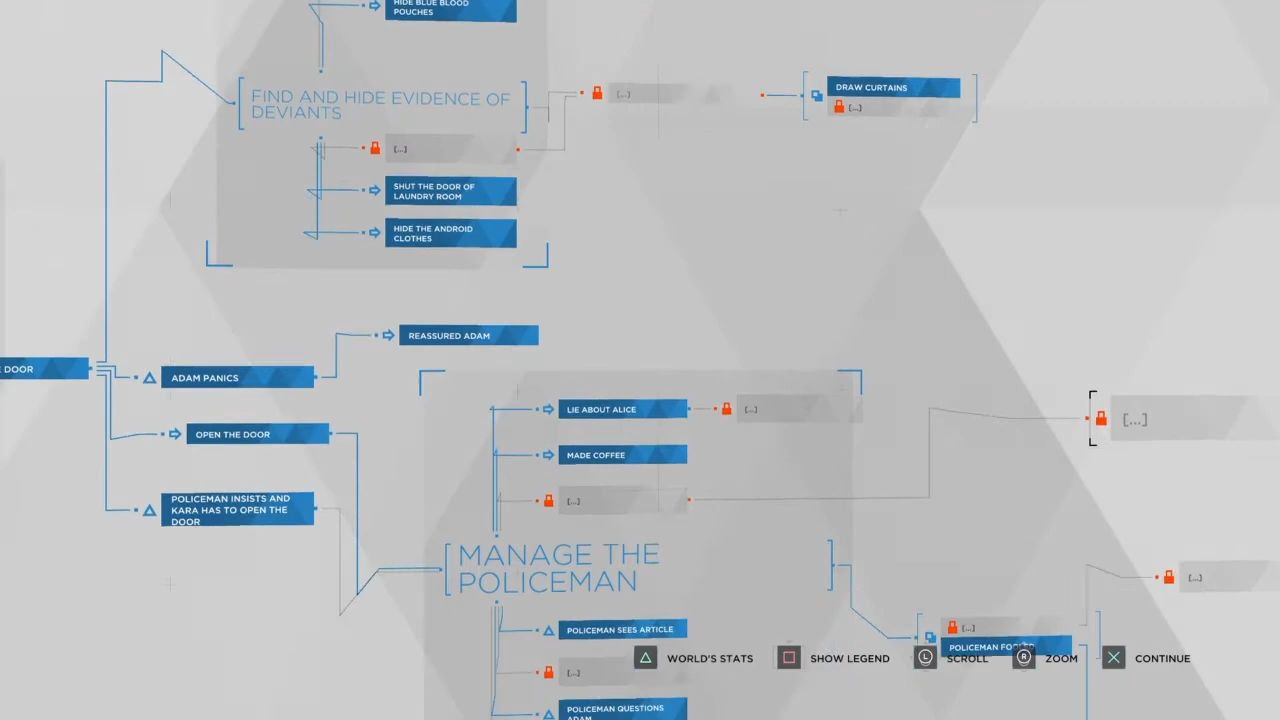 HIDE BLUE BLOOD
POUCHES
FIND AND HIDE EVIDENCE OF
DEVIANTS
[...]
DRAW CURTAINS
[...]
[...]
SHUT THE DOOR OF
LAUNDRY ROOM
HIDE THE ANDROID
CLOTHES
REASSURED ADAM
DOOR
ADAM PANICS
OPEN THE DOOR
POLICEMAN INSISTS AND
KARA HAS TO OPEN THE
DOOR
LIE ABOUT ALICE
[...]
[...]
MADE COFFEE
[...]
MANAGE THE
POLICEMAN
[...]
POLICEMAN SEES ARTICLE
[...]
POLICEMAN
[...]
POLICEMAN QUESTIONS
ADAM
WORLD'S STATS
SHOW LEGEND
L
SCROLL
R
ZOOM
CONTINUE